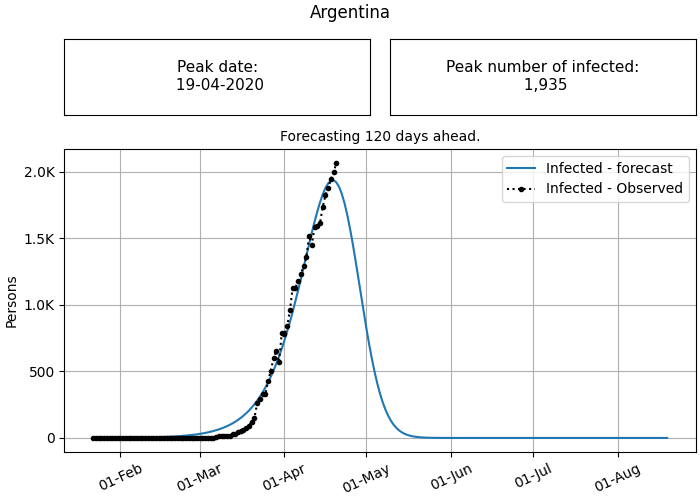 Argentina
Peak date:
19-04-2020
Peak number of infected:
1,935
Forecasting 120 days ahead.
Infected - forecast
Infected - Observed
2.0K
1.5K
1.0K
500
0
Persons
01-Feb
01-Mar
01-Apr
01-May
01-Jun
01-Jul
01-Aug